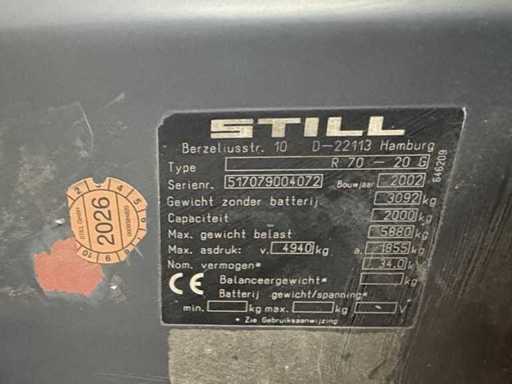 STILL
Berzeliusstr. 10 D-22113 Hamburg
Type R 70 - 20 G
Serienr. 517079004072 Bouwjaar 2002
Gewicht zonder batterij 3092 kg
Capaciteit 2000 kg
Max. gewicht belast 5880 kg
Max. asdruk: v. 4940 kg a. 1855 kg
Nom. vermogen* 34.0 k
Balanceergewicht* kg
CE
Batterij gewicht/spanning*
min. kg max. kg V
* Zie Gebruiksaanwijzing
646209
2026